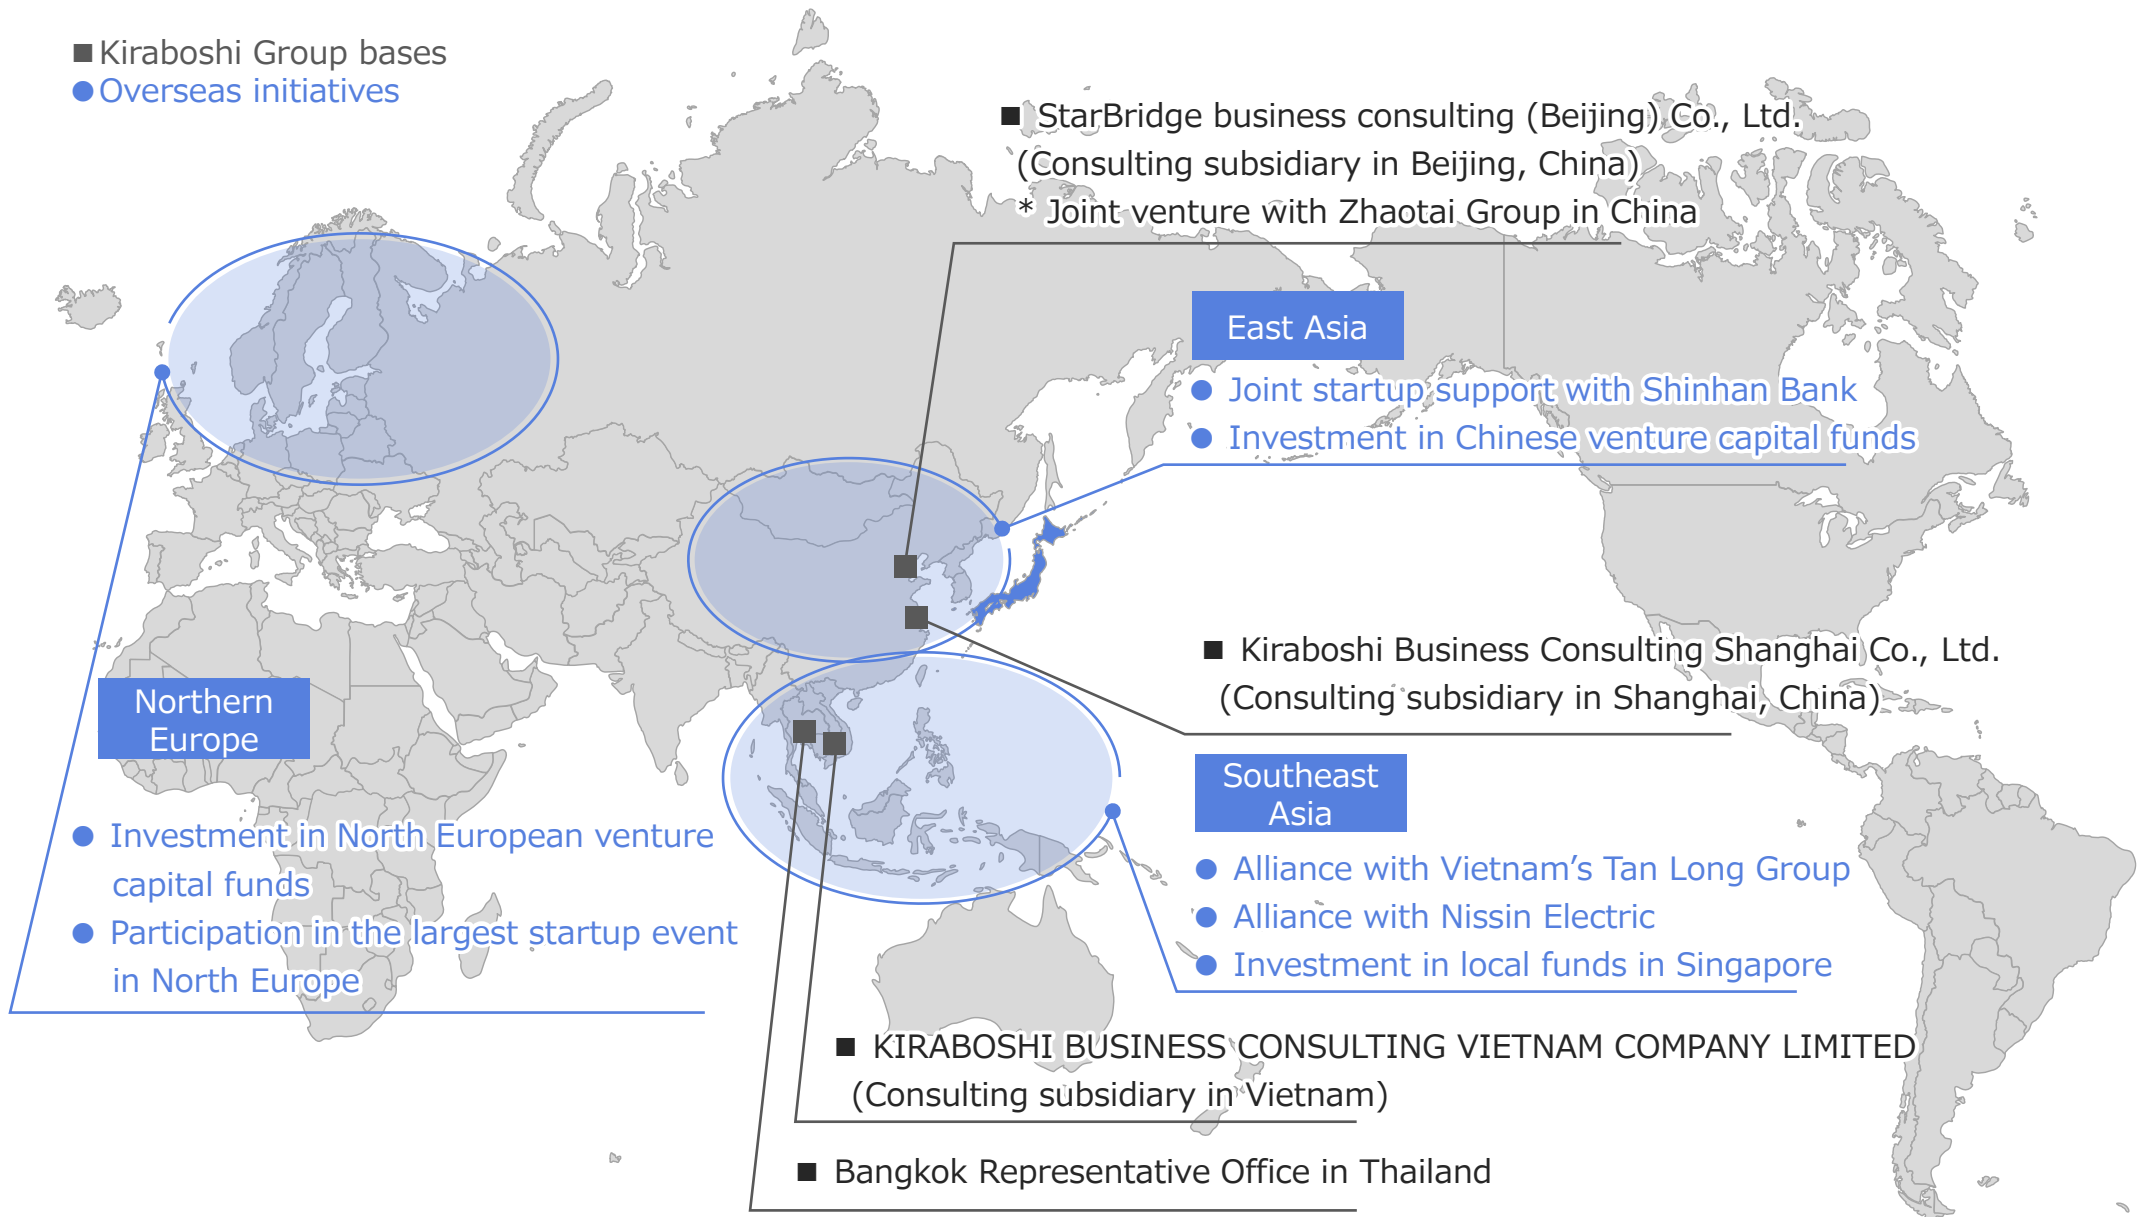 ■Kiraboshi Group bases
●Overseas initiatives
■ StarBridge business consulting (Beijing) Co., Ltd.
(Consulting subsidiary in Beijing, China)
* Joint venture with Zhaotai Group in China
East Asia
● Joint startup support with Shinhan Bank
● Investment in Chinese venture capital funds
■ Kiraboshi Business Consulting Shanghai Co., Ltd.
(Consulting subsidiary in Shanghai, China)
Northern
Europe
● Investment in North European venture
capital funds
● Participation in the largest startup event
in North Europe
Southeast
Asia
● Alliance with Vietnam’s Tan Long Group
● Alliance with Nissin Electric
● Investment in local funds in Singapore
■ KIRABOSHI BUSINESS CONSULTING VIETNAM COMPANY LIMITED
(Consulting subsidiary in Vietnam)
■ Bangkok Representative Office in Thailand